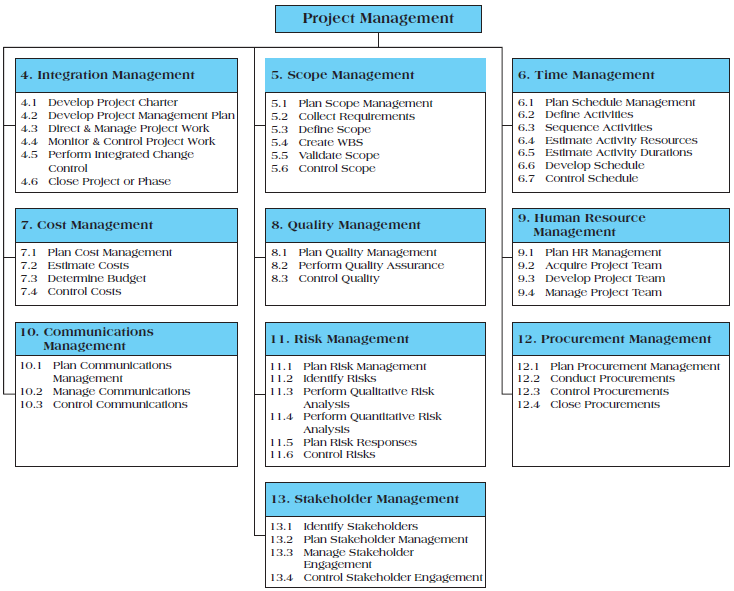 Project Management
4. Integration Management
4.1 Develop Project Charter
4.2 Develop Project Management Plan
4.3 Direct & Manage Project Work
4.4 Monitor & Control Project Work
4.5 Perform Integrated Change
Control
4.6 Close Project or Phase
5. Scope Management
5.1 Plan Scope Management
5.2 Collect Requirements
5.3 Define Scope
5.4 Create WBS
5.5 Validate Scope
5.6 Control Scope
6. Time Management
6.1 Plan Schedule Management
6.2 Define Activities
6.3 Sequence Activities
6.4 Estimate Activity Resources
6.5 Estimate Activity Durations
6.6 Develop Schedule
6.7 Control Schedule
7. Cost Management
7.1 Plan Cost Management
7.2 Estimate Costs
7.3 Determine Budget
7.4 Control Costs
8. Quality Management
8.1 Plan Quality Management
8.2 Perform Quality Assurance
8.3 Control Quality
9. Human Resource
Management
9.1 Plan HR Management
9.2 Acquire Project Team
9.3 Develop Project Team
9.4 Manage Project Team
10. Communications
Management
10.1 Plan Communications
Management
10.2 Manage Communications
10.3 Control Communications
11. Risk Management
11.1 Plan Risk Management
11.2 Identify Risks
11.3 Perform Qualitative Risk
Analysis
11.4 Perform Quantitative Risk
Analysis
11.5 Plan Risk Responses
11.6 Control Risks
12. Procurement Management
12.1 Plan Procurement Management
12.2 Conduct Procurements
12.3 Control Procurements
12.4 Close Procurements
13. Stakeholder Management
13.1 Identify Stakeholders
13.2 Plan Stakeholder Management
13.3 Manage Stakeholder
Engagement
13.4 Control Stakeholder Engagement